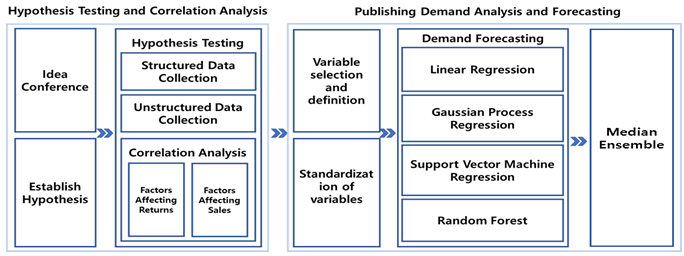 Hypothesis Testing and Correlation Analysis
Idea
Conference
Establish
Hypothesis
Hypothesis Testing
Structured Data
Collection
Unstructured Data
Collection
Correlation Analysis
Factors
Affecting
Returns
Factors
Affecting
Sales
Publishing Demand Analysis and Forecasting
Variable
selection
and
definition
Standardizat
ion of
variables
Demand Forecasting
Linear Regression
Gaussian Process
Regression
Support Vector Machine
Regression
Random Forest
Median
Ensemble